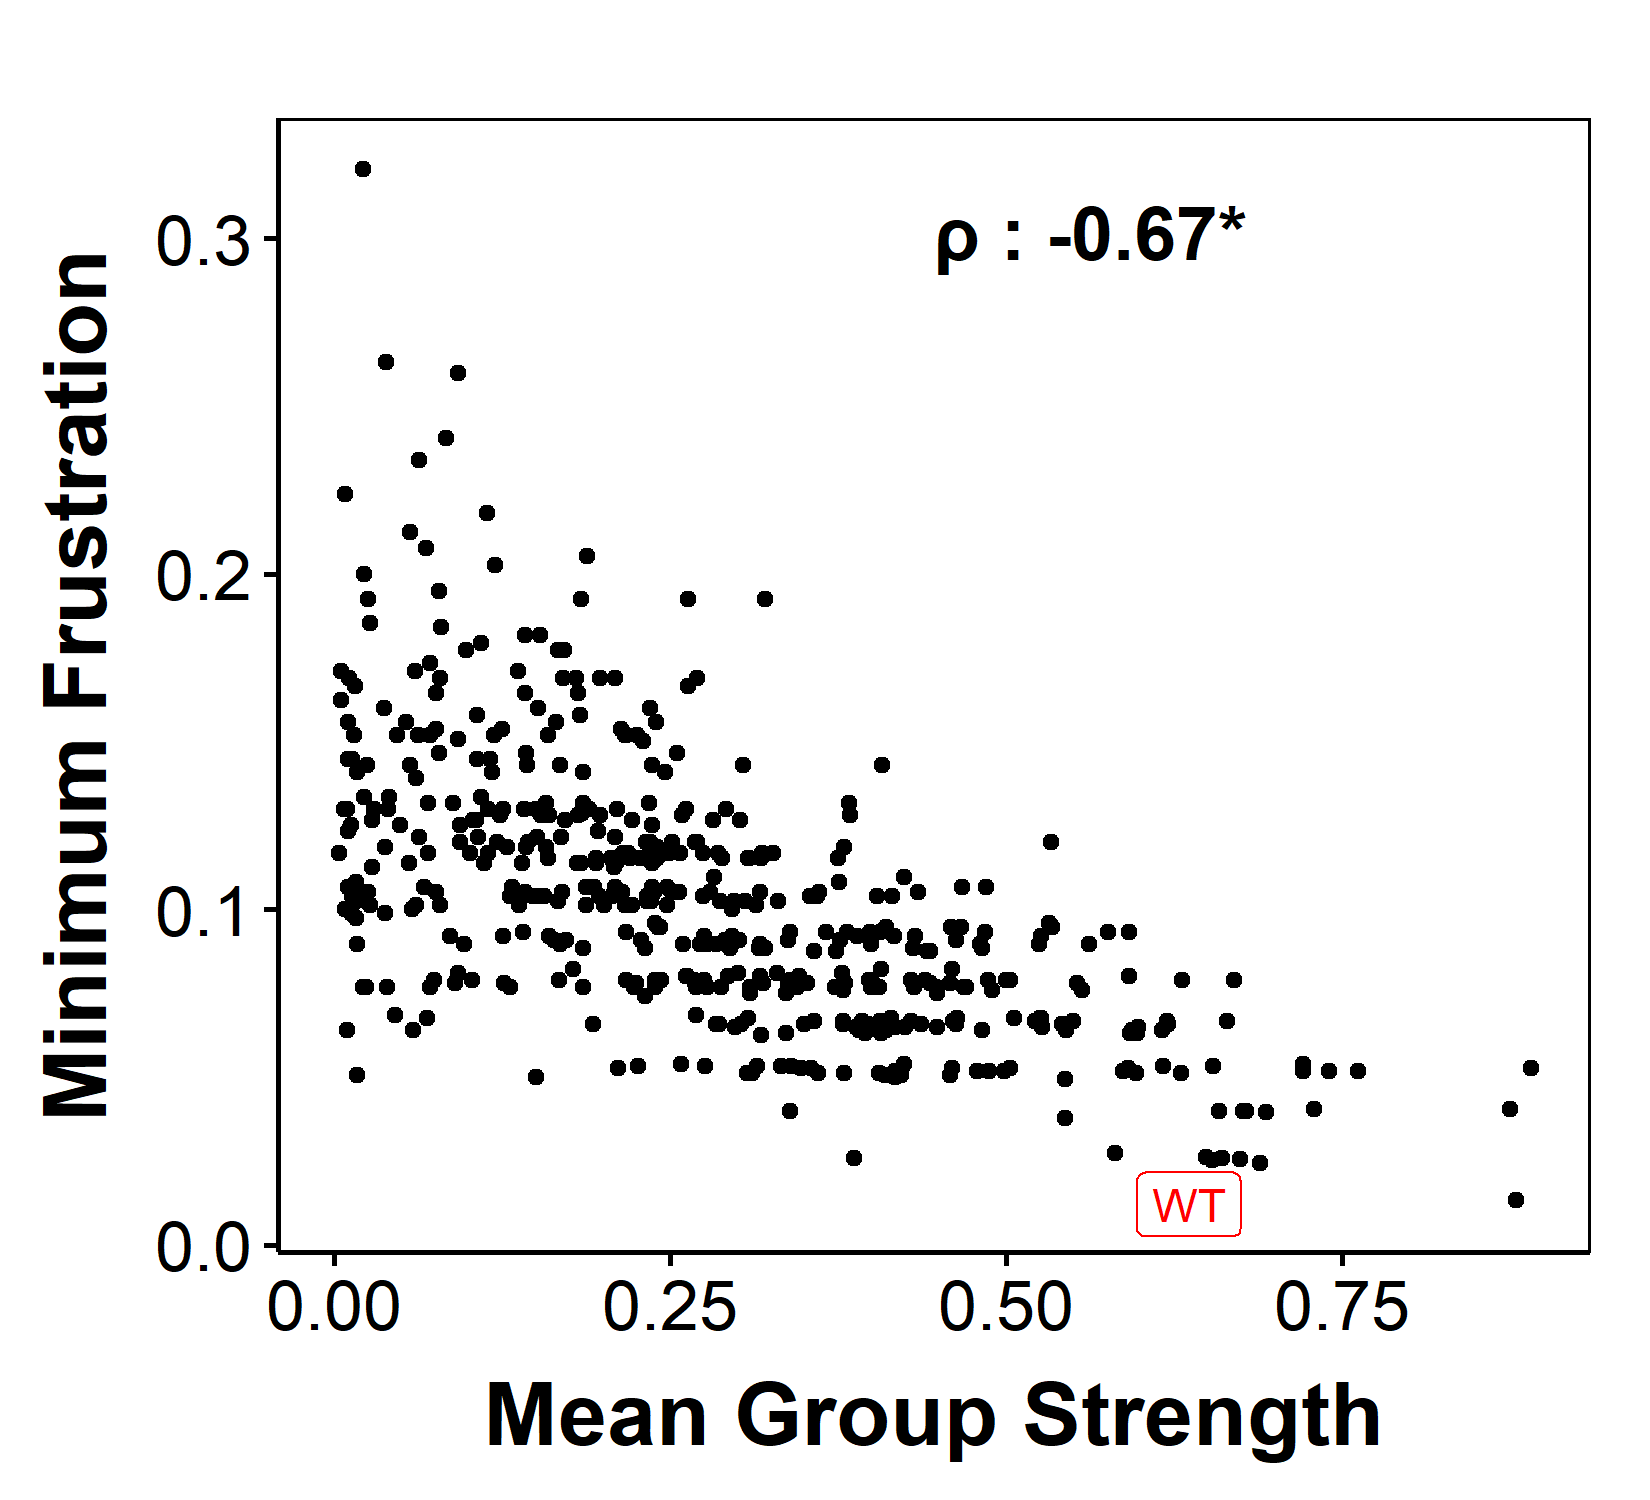 ρ : -0.67*
0.3
0.2
0.1
0.0
Minimum Frustration
WT
0.00 0.25 0.50 0.75
Mean Group Strength